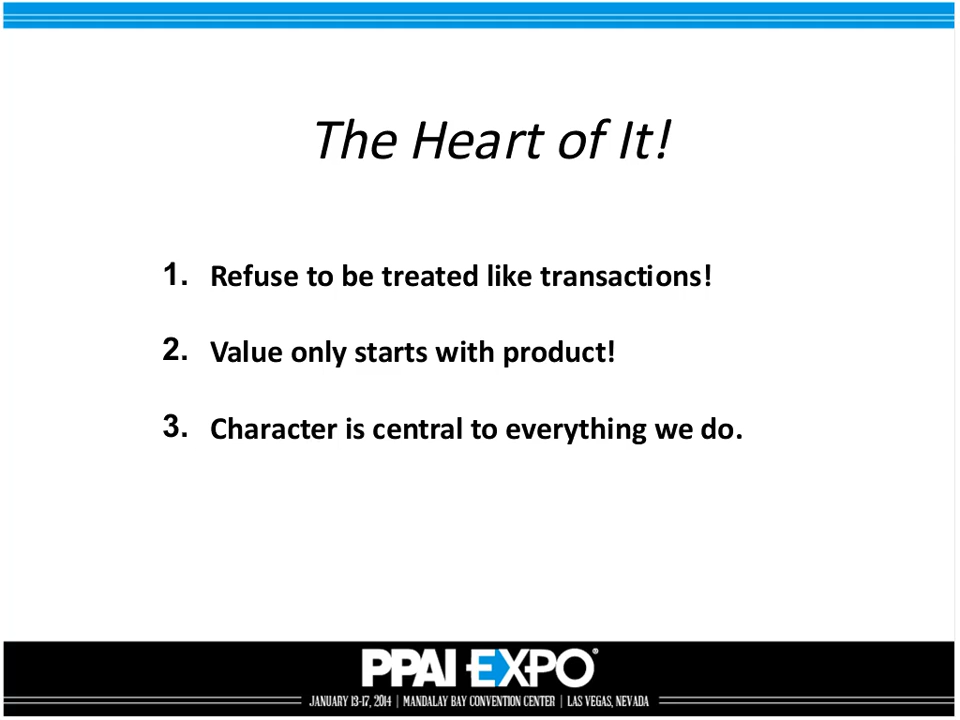 The Heart of It!
1. Refuse to be treated like transactions!
2. Value only starts with product!
3. Character is central to everything we do.
PPAI EXPO®
JANUARY 13-17, 2014 | MANDALAY BAY CONVENTION CENTER | LAS VEGAS, NEVADA